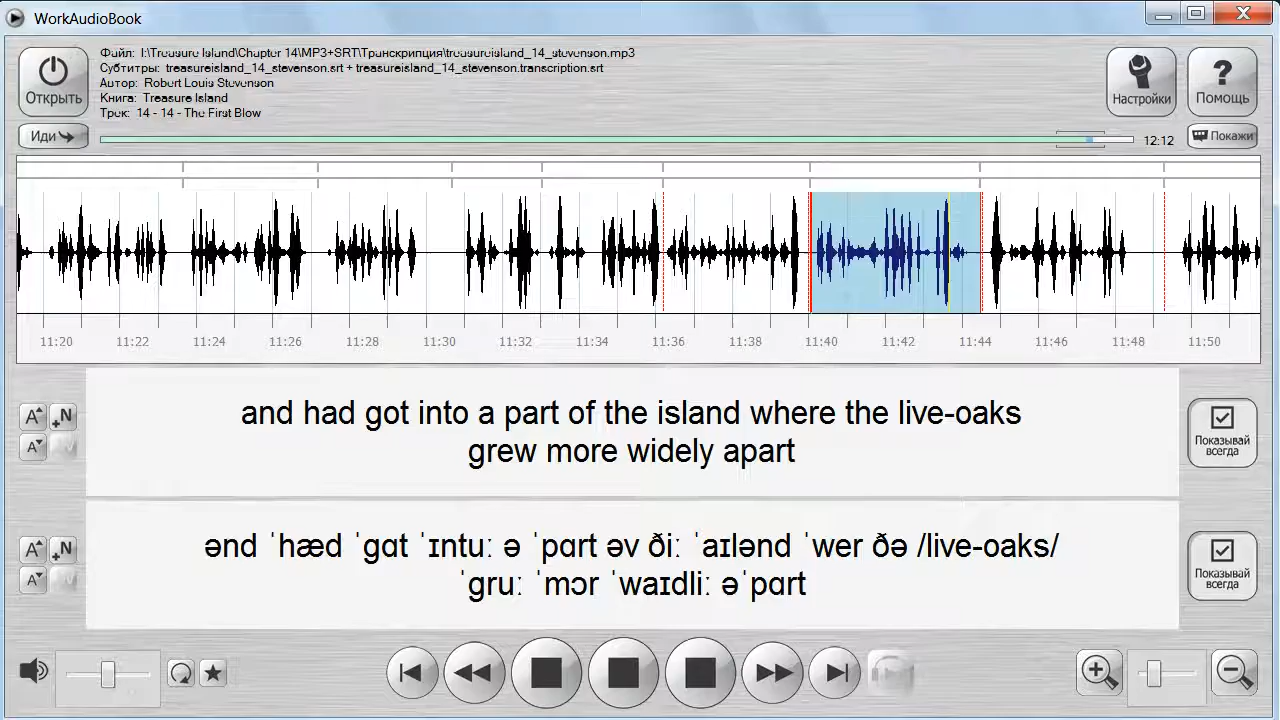 WorkAudioBook
Открыть
Файл: I:\Treasure Island\Chapter 14\MP3+SRT\Транскрипция\treasureisland_14_stevenson.mp3
Субтитры: treasureisland_14_stevenson.srt + treasureisland_14_stevenson.transcription.srt
Автор: Robert Louis Stevenson
Книга: Treasure Island
Трек: 14 - 14 - The First Blow
Настройки
Помощь
Иди
12:12
Покажи
11:20 11:22 11:24 11:26 11:28 11:30 11:32 11:34 11:36 11:38 11:40 11:42 11:44 11:46 11:48 11:50
A N
A
and had got into a part of the island where the live-oaks
grew more widely apart
Показывай
всегда
A N
A
ənd ˈhæd ˈɡɑt ˈɪntuː ə ˈpɑrt əv ðiː ˈaɪlənd ˈwer ðə /live-oaks/
ˈɡruː ˈmɔr ˈwaɪdliː əˈpɑrt
Показывай
всегда